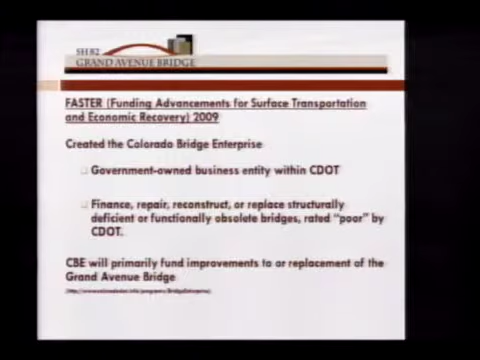 SH 82
GRAND AVENUE BRIDGE
FASTER (Funding Advancements for Surface Transportation
and Economic Recovery) 2009
Created the Colorado Bridge Enterprise
Government-owned business entity within CDOT
Finance, repair, reconstruct, or replace structurally
deficient or functionally obsolete bridges, rated "poor" by
CDOT.
CBE will primarily fund improvements to or replacement of the
Grand Avenue Bridge